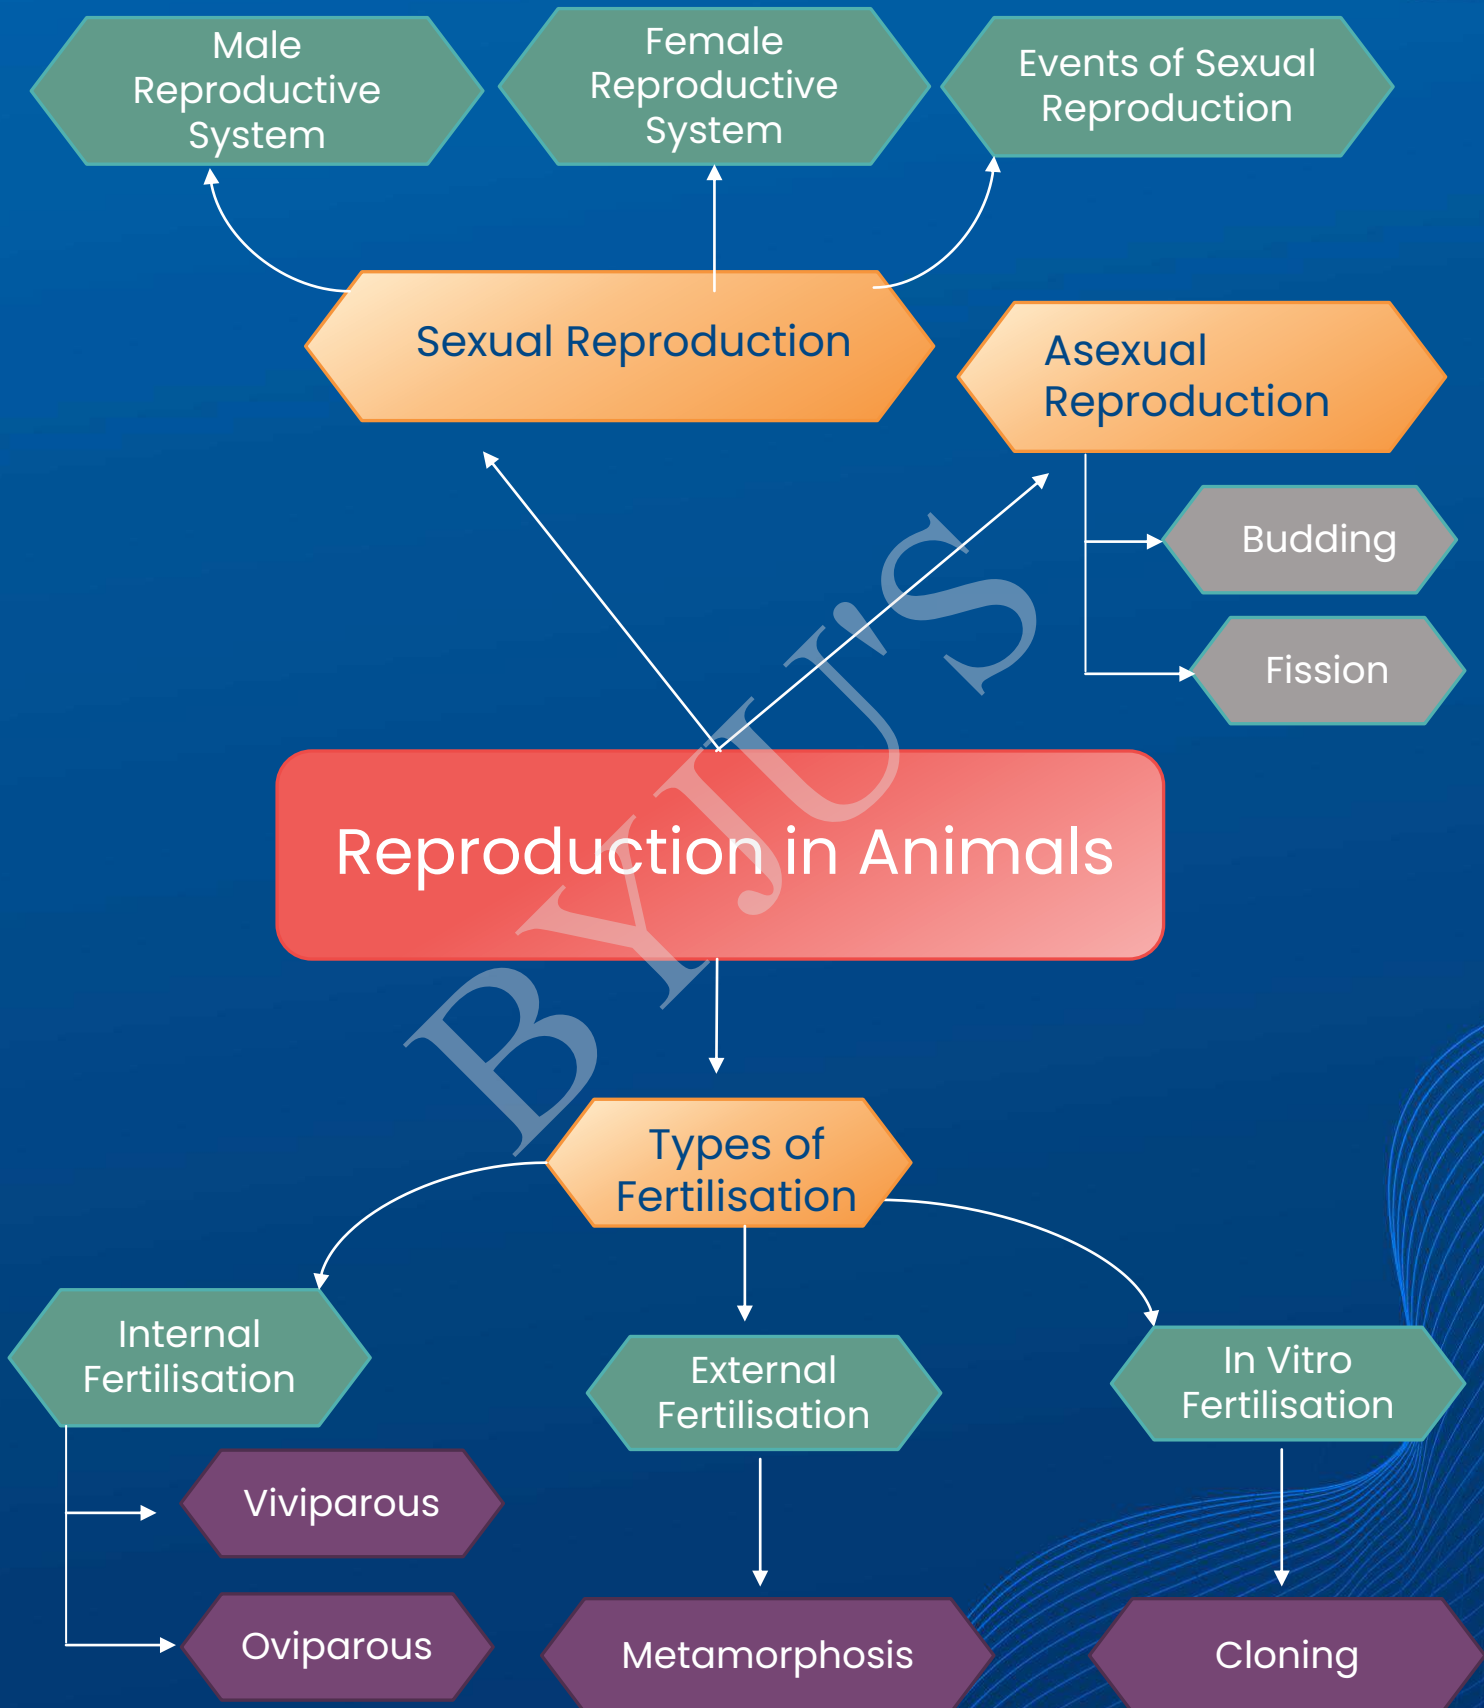 Male
Reproductive
System
Female
Reproductive
System
Events of Sexual
Reproduction
Sexual Reproduction
Asexual
Reproduction
Budding
Fission
Reproduction in Animals
BYJU'S
Types of
Fertilisation
Internal
Fertilisation
External
Fertilisation
In Vitro
Fertilisation
Viviparous
Oviparous
Metamorphosis
Cloning